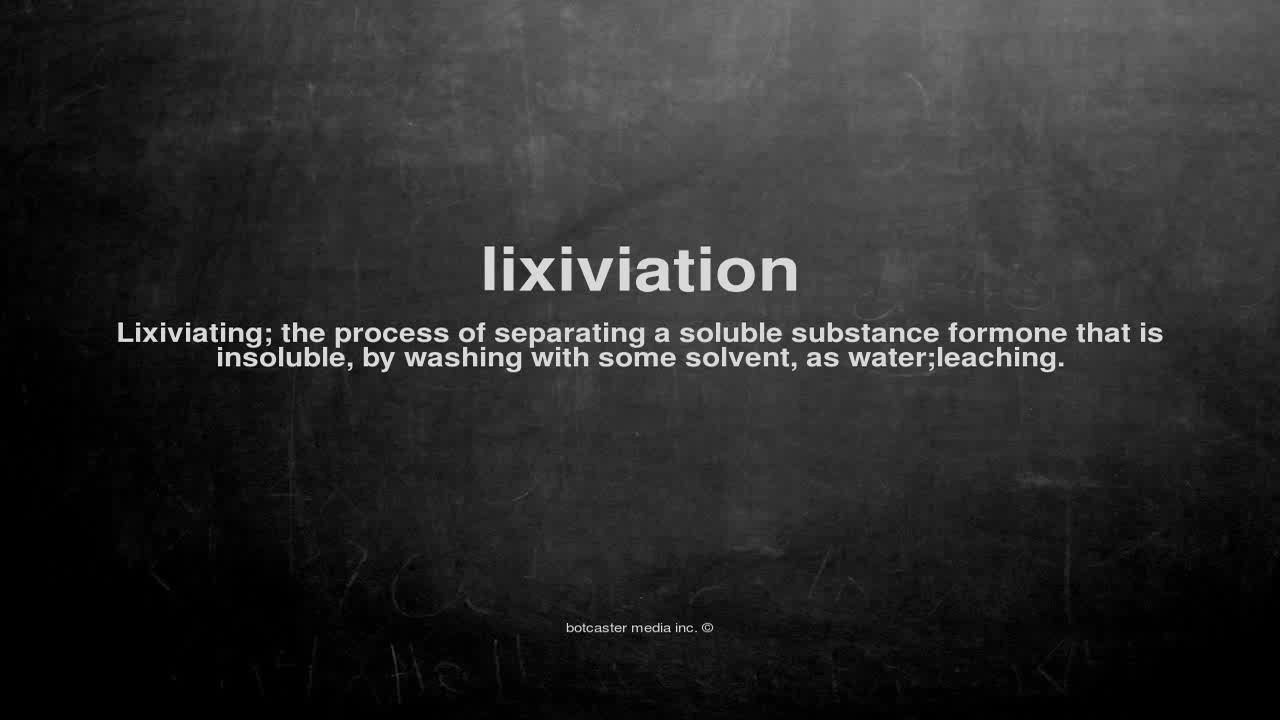 lixiviation
Lixiviating; the process of separating a soluble substance formone that is
insoluble, by washing with some solvent, as water;leaching.
botcaster media inc. ©